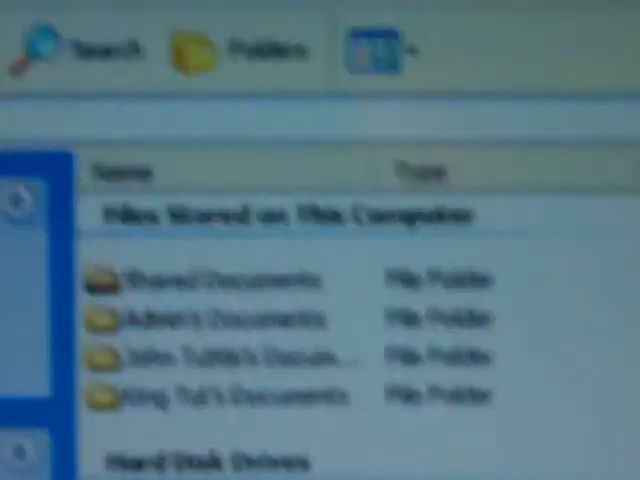 Search Folders
Name Type
Files Stored on This Computer
Shared Documents File Folder
Admin's Documents File Folder
John Tuttle's Docum... File Folder
King Tut's Documents File Folder
Hard Disk Drives